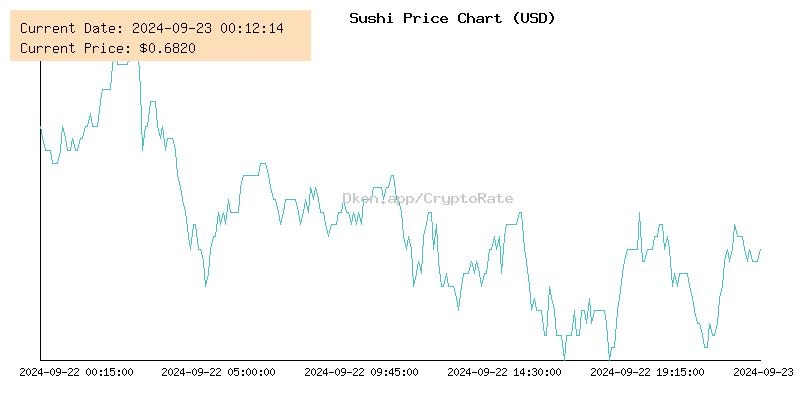 Sushi Price Chart (USD)
Current Date: 2024-09-23 00:12:14
Current Price: $0.6820
Dken.app/CryptoRate
2024-09-22 00:15:00 2024-09-22 05:00:00 2024-09-22 09:45:00 2024-09-22 14:30:00 2024-09-22 19:15:00 2024-09-23